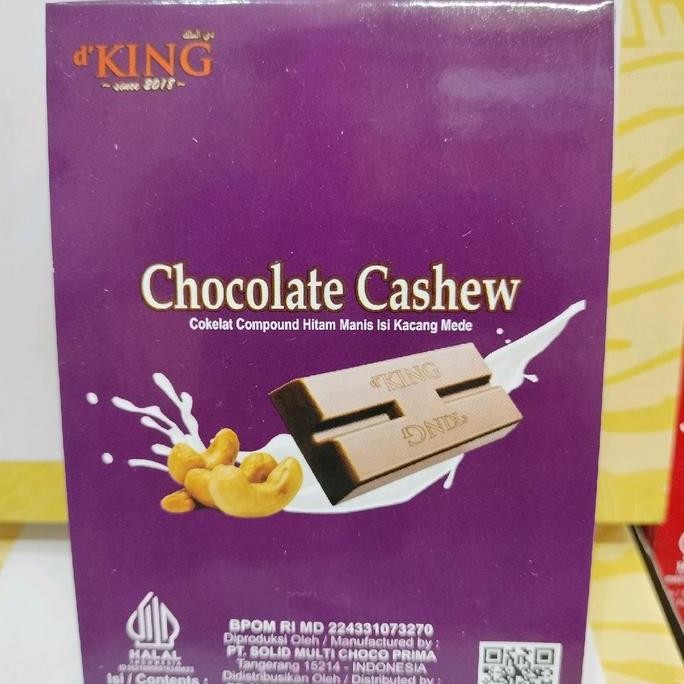 دي الملك
d'KING
~ since 2018 ~
Chocolate Cashew
Cokelat Compound Hitam Manis Isi Kacang Mede
d'KING
d'KING
BPOM RI MD 224331073270
Diproduksi Oleh / Manufactured by :
PT. SOLID MULTI CHOCO PRIMA
Tangerang 15214 - INDONESIA
Didistribusikan Oleh / Distributed by :
HALAL
INDONESIA
Isi / Contents :